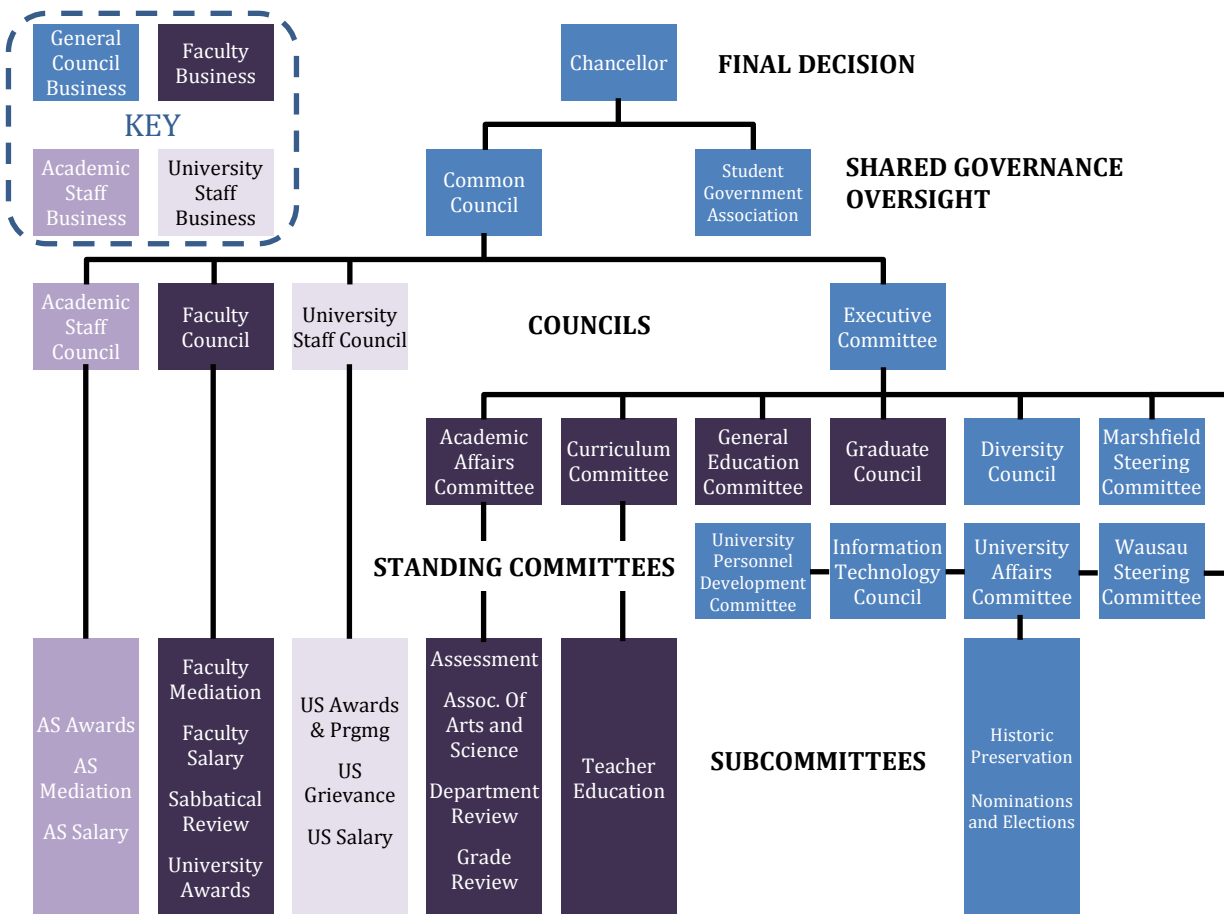 General
Council
Business
Faculty
Business
KEY
Academic
Staff
Business
University
Staff
Business
Chancellor
FINAL DECISION
Common
Council
Student
Government
Association
SHARED GOVERNANCE
OVERSIGHT
Academic
Staff
Council
Faculty
Council
University
Staff Council
COUNCILS
Executive
Committee
Academic
Affairs
Committee
Curriculum
Committee
General
Education
Committee
Graduate
Council
Diversity
Council
Marshfield
Steering
Committee
STANDING COMMITTEES
University
Personnel
Development
Committee
Information
Technology
Council
University
Affairs
Committee
Wausau
Steering
Committee
AS Awards
AS
Mediation
AS Salary
Faculty
Mediation
Faculty
Salary
Sabbatical
Review
University
Awards
US Awards
& Prgmg
US
Grievance
US Salary
Assessment
Assoc. Of
Arts and
Science
Department
Review
Grade
Review
Teacher
Education
SUBCOMMITTEES
Historic
Preservation
Nominations
and Elections